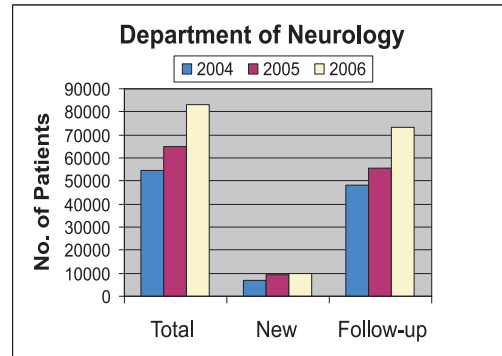 Department of Neurology
2004 2005 2006
No. of Patients
90000
80000
70000
60000
50000
40000
30000
20000
10000
0
Total New Follow-up